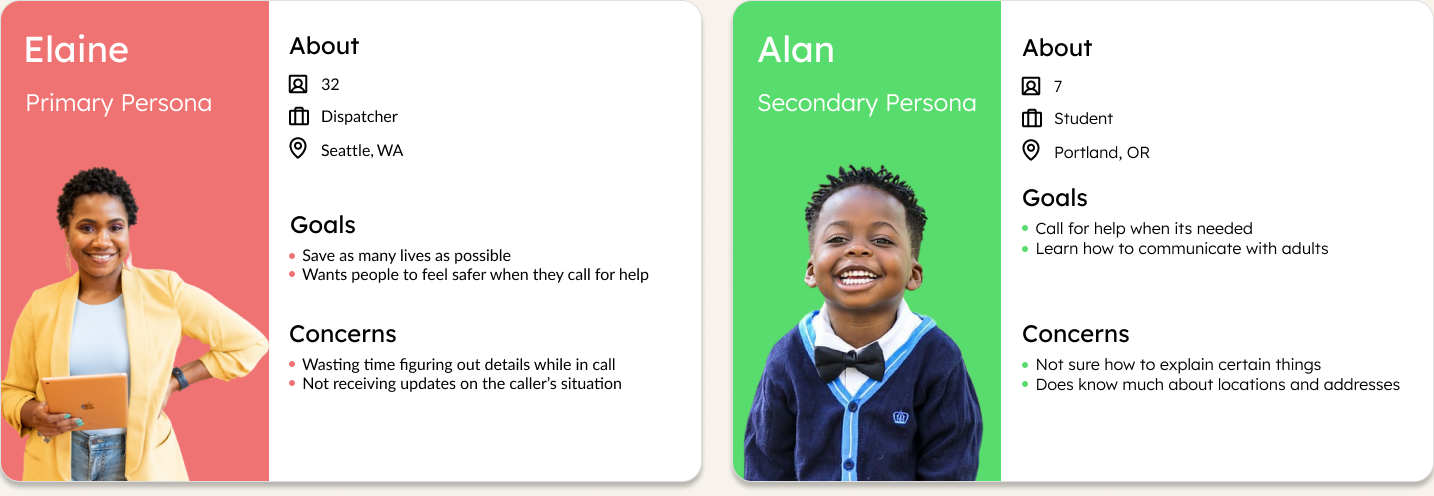 Elaine
Primary Persona
About
32
Dispatcher
Seattle, WA
Goals
Save as many lives as possible
Wants people to feel safer when they call for help
Concerns
Wasting time figuring out details while in call
Not receiving updates on the caller's situation
Alan
Secondary Persona
About
7
Student
Portland, OR
Goals
Call for help when its needed
Learn how to communicate with adults
Concerns
Not sure how to explain certain things
Does know much about locations and addresses